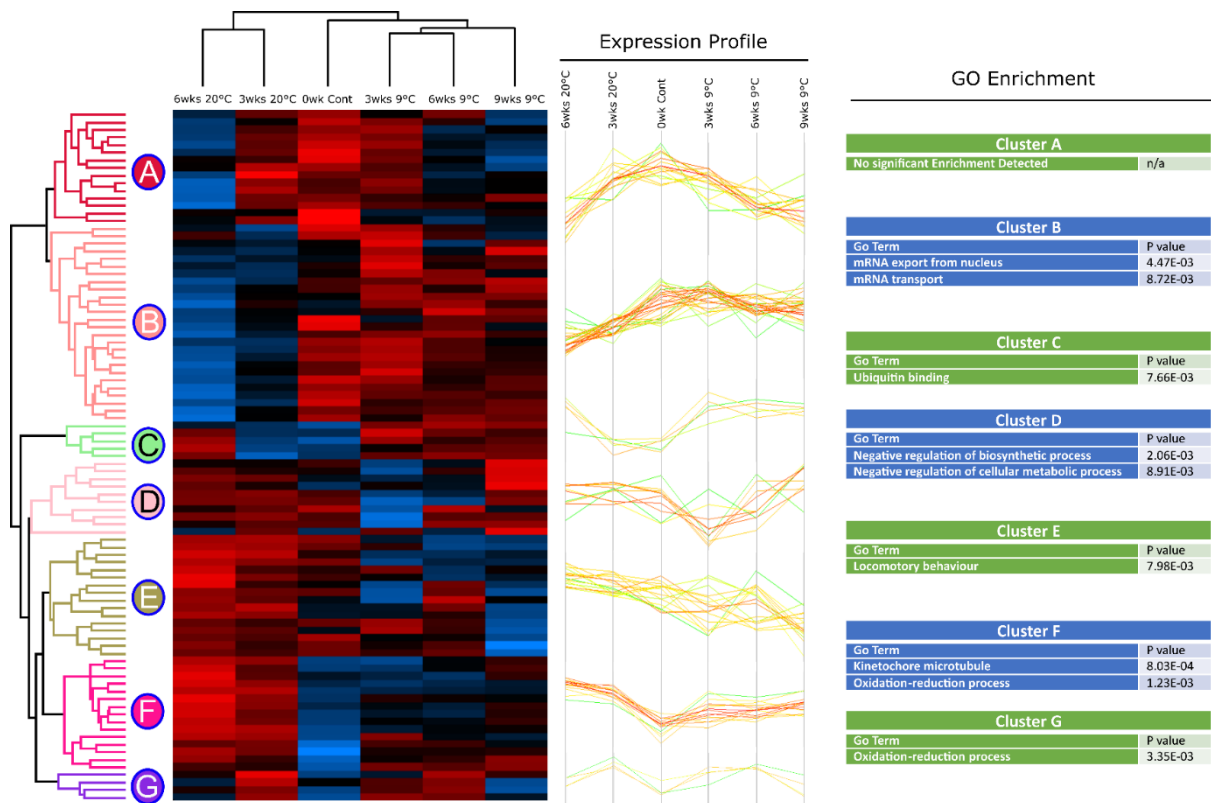 6wks 20°C 3wks 20°C 0wk Cont 3wks 9°C 6wks 9°C 9wks 9°C
A
B
C
D
E
F
G
Expression Profile
6wks 20°C
3wks 20°C
0wk Cont
3wks 9°C
6wks 9°C
9wks 9°C
GO Enrichment
Cluster A
No significant Enrichment Detected n/a
Cluster B
Go Term P value
mRNA export from nucleus 4.47E-03
mRNA transport 8.72E-03
Cluster C
Go Term P value
Ubiquitin binding 7.66E-03
Cluster D
Go Term P value
Negative regulation of biosynthetic process 2.06E-03
Negative regulation of cellular metabolic process 8.91E-03
Cluster E
Go Term P value
Locomotory behaviour 7.98E-03
Cluster F
Go Term P value
Kinetochore microtubule 8.03E-04
Oxidation-reduction process 1.23E-03
Cluster G
Go Term P value
Oxidation-reduction process 3.35E-03